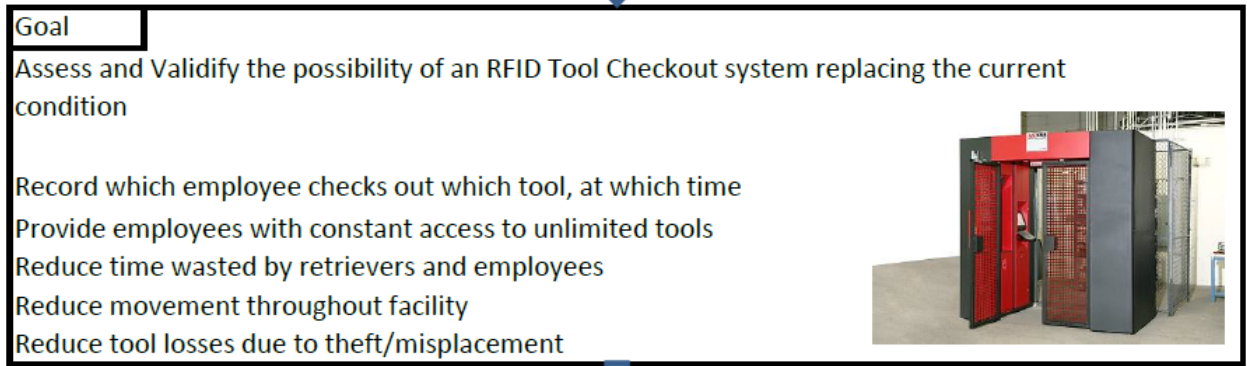 Goal
Assess and Validify the possibility of an RFID Tool Checkout system replacing the current
condition
Record which employee checks out which tool, at which time
Provide employees with constant access to unlimited tools
Reduce time wasted by retrievers and employees
Reduce movement throughout facility
Reduce tool losses due to theft/misplacement